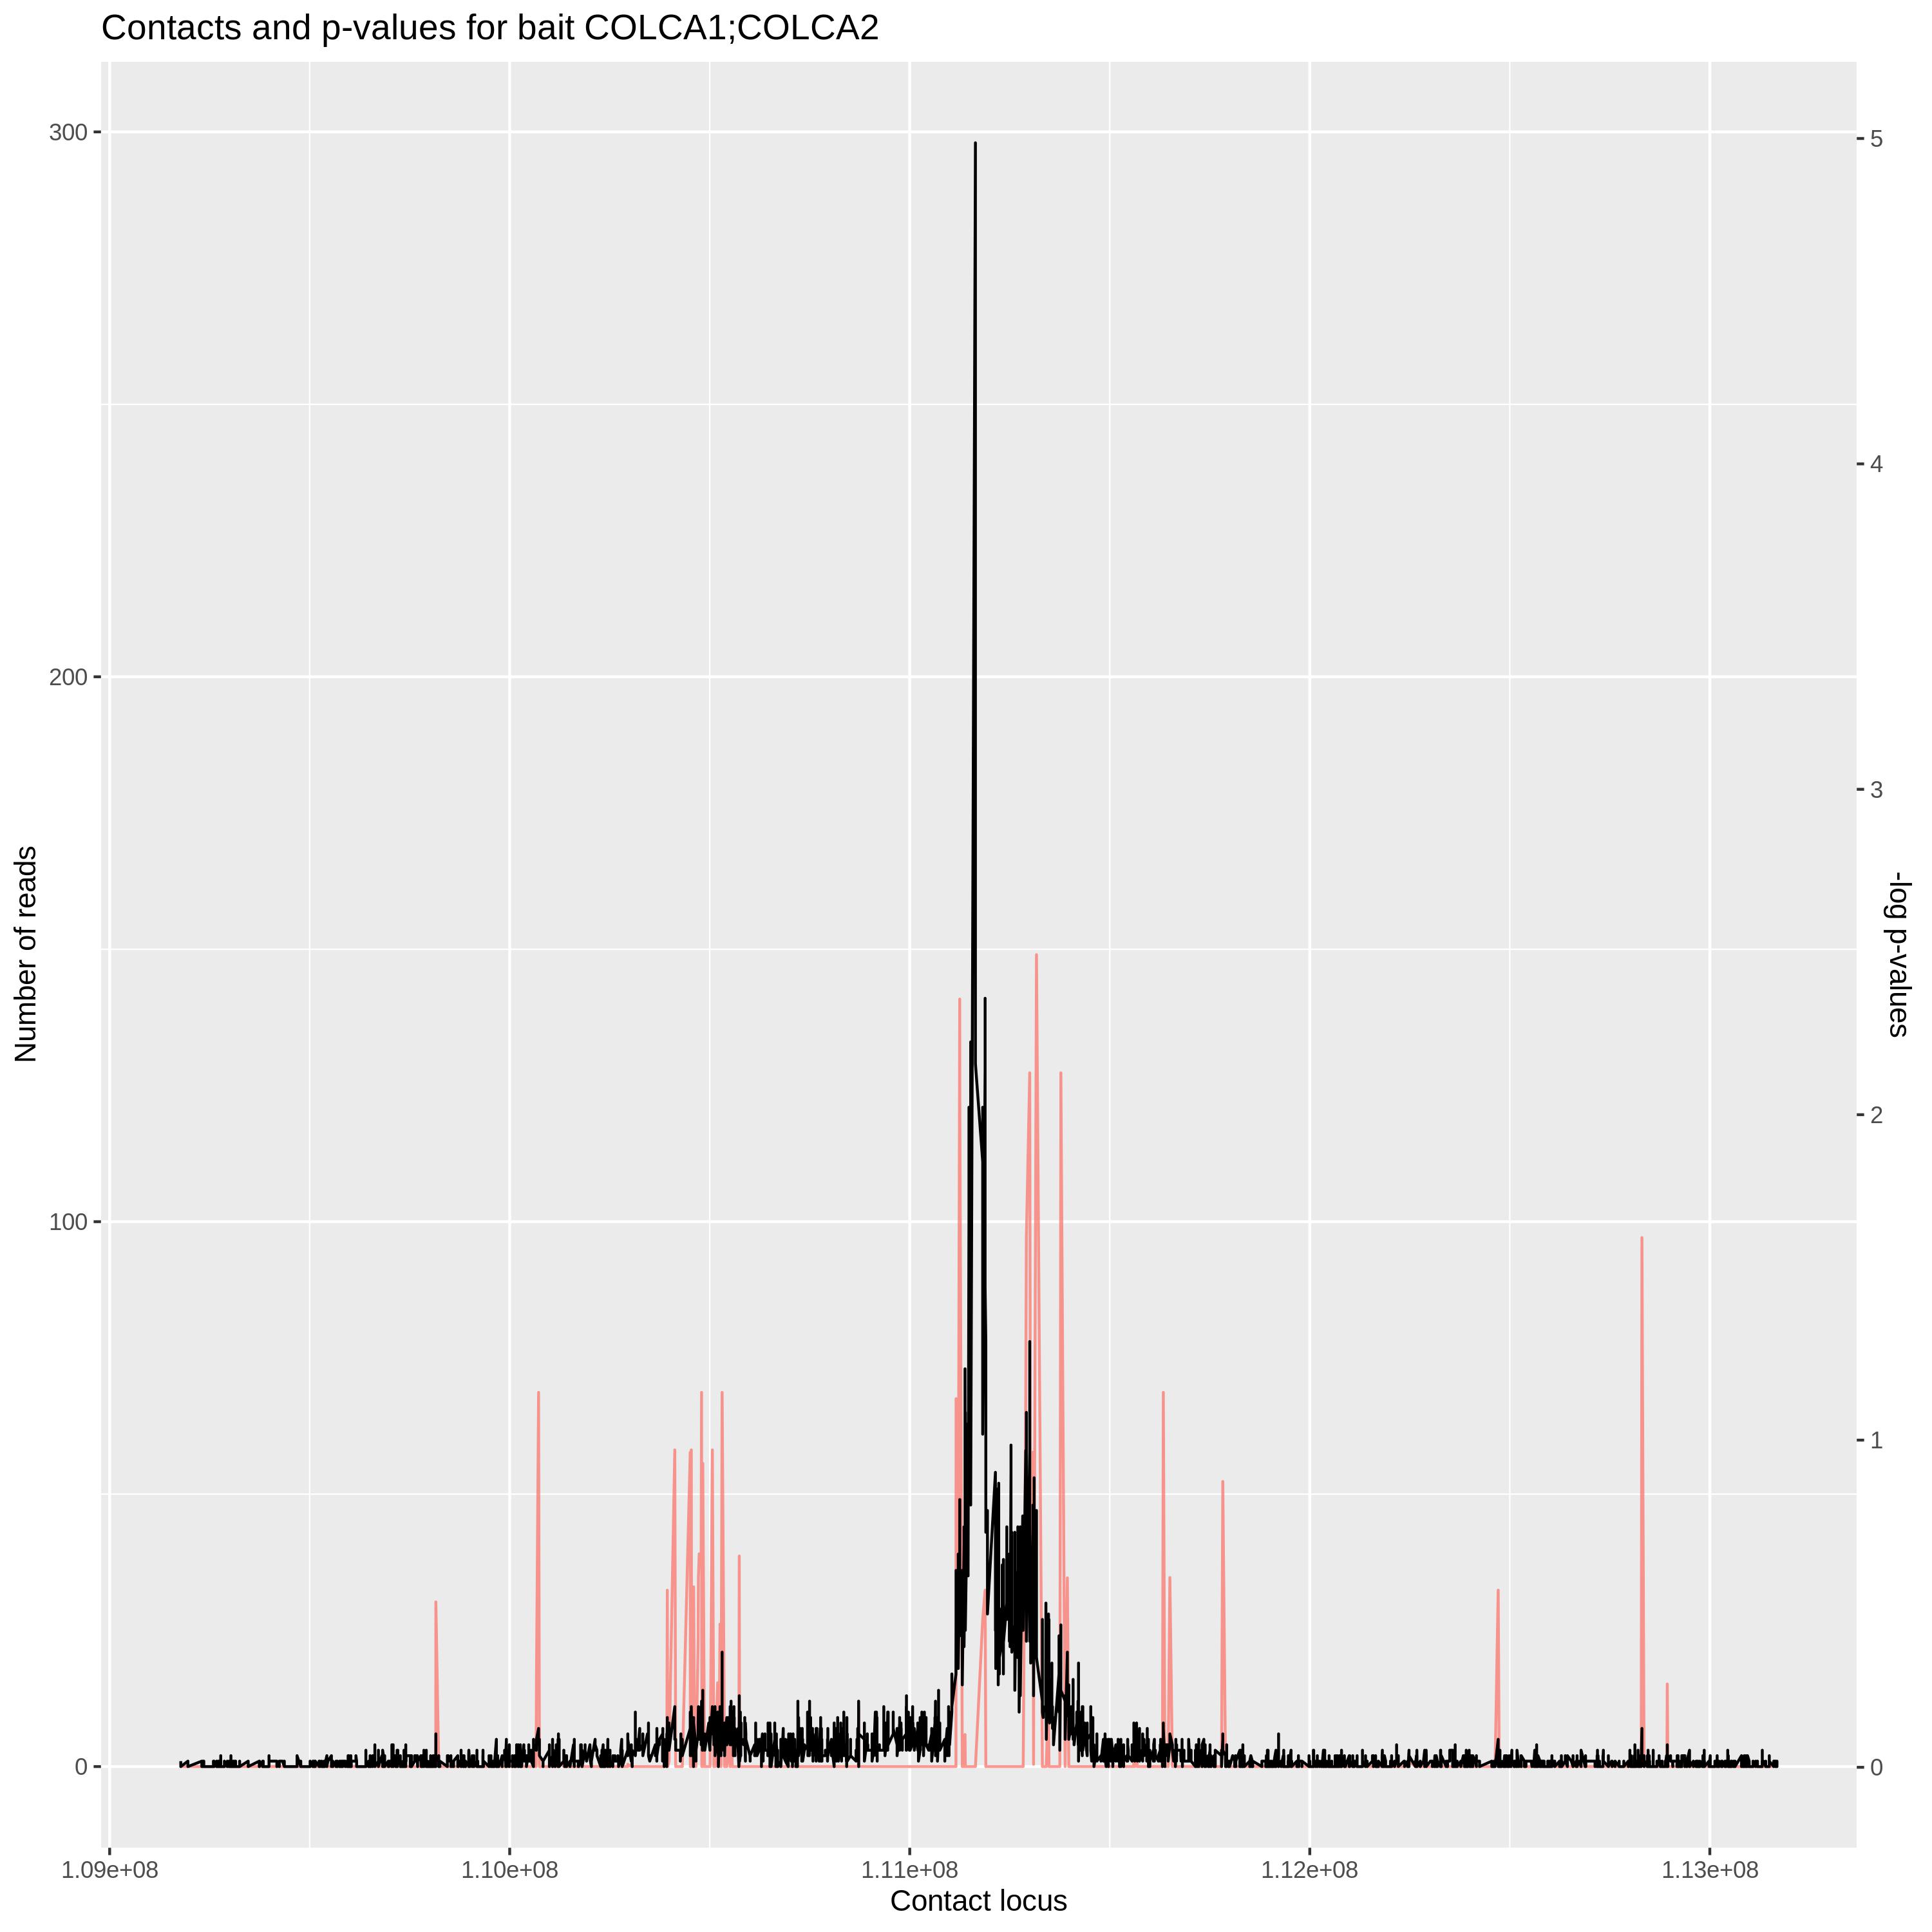 Contacts and p-values for bait COLCA1;COLCA2
300
200
100
0
Number of reads
5
4
3
2
1
0
-log p-values
1.09e+08
1.10e+08
1.11e+08
1.12e+08
1.13e+08
Contact locus